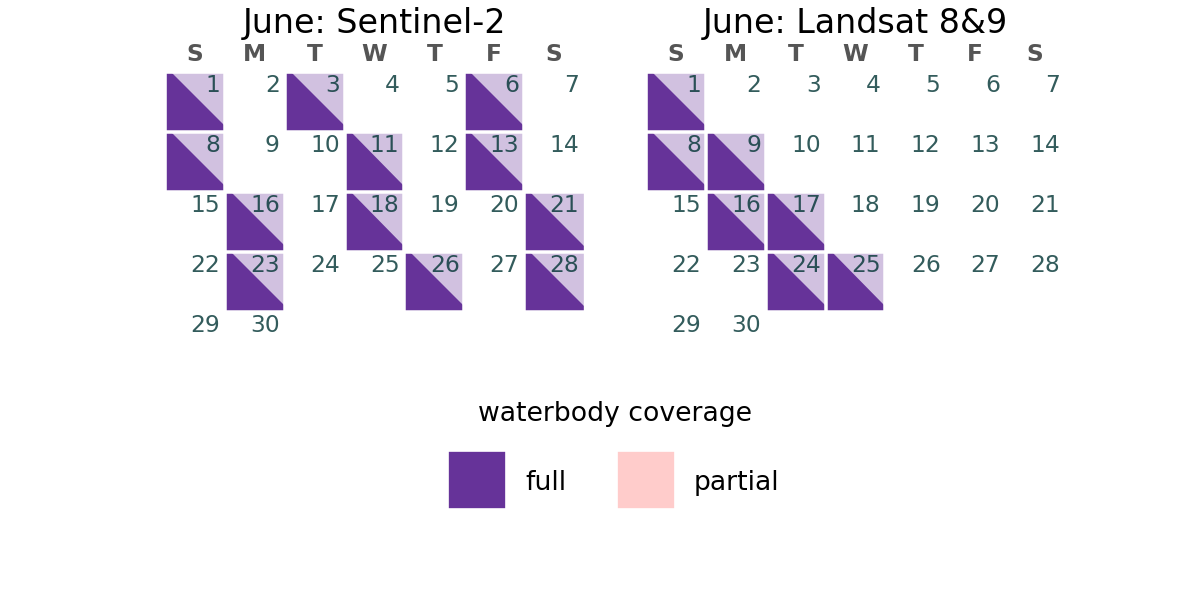 June: Sentinel-2
S M T W T F S
1 2 3 4 5 6 7
8 9 10 11 12 13 14
15 16 17 18 19 20 21
22 23 24 25 26 27 28
29 30
June: Landsat 8&9
S M T W T F S
1 2 3 4 5 6 7
8 9 10 11 12 13 14
15 16 17 18 19 20 21
22 23 24 25 26 27 28
29 30
waterbody coverage
full partial